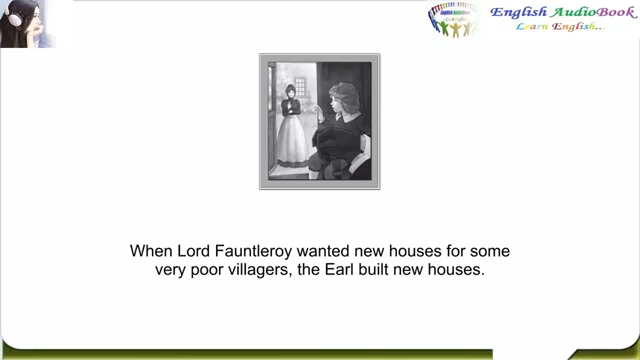 English AudioBook
Learn English...
When Lord Fauntleroy wanted new houses for some
very poor villagers, the Earl built new houses.